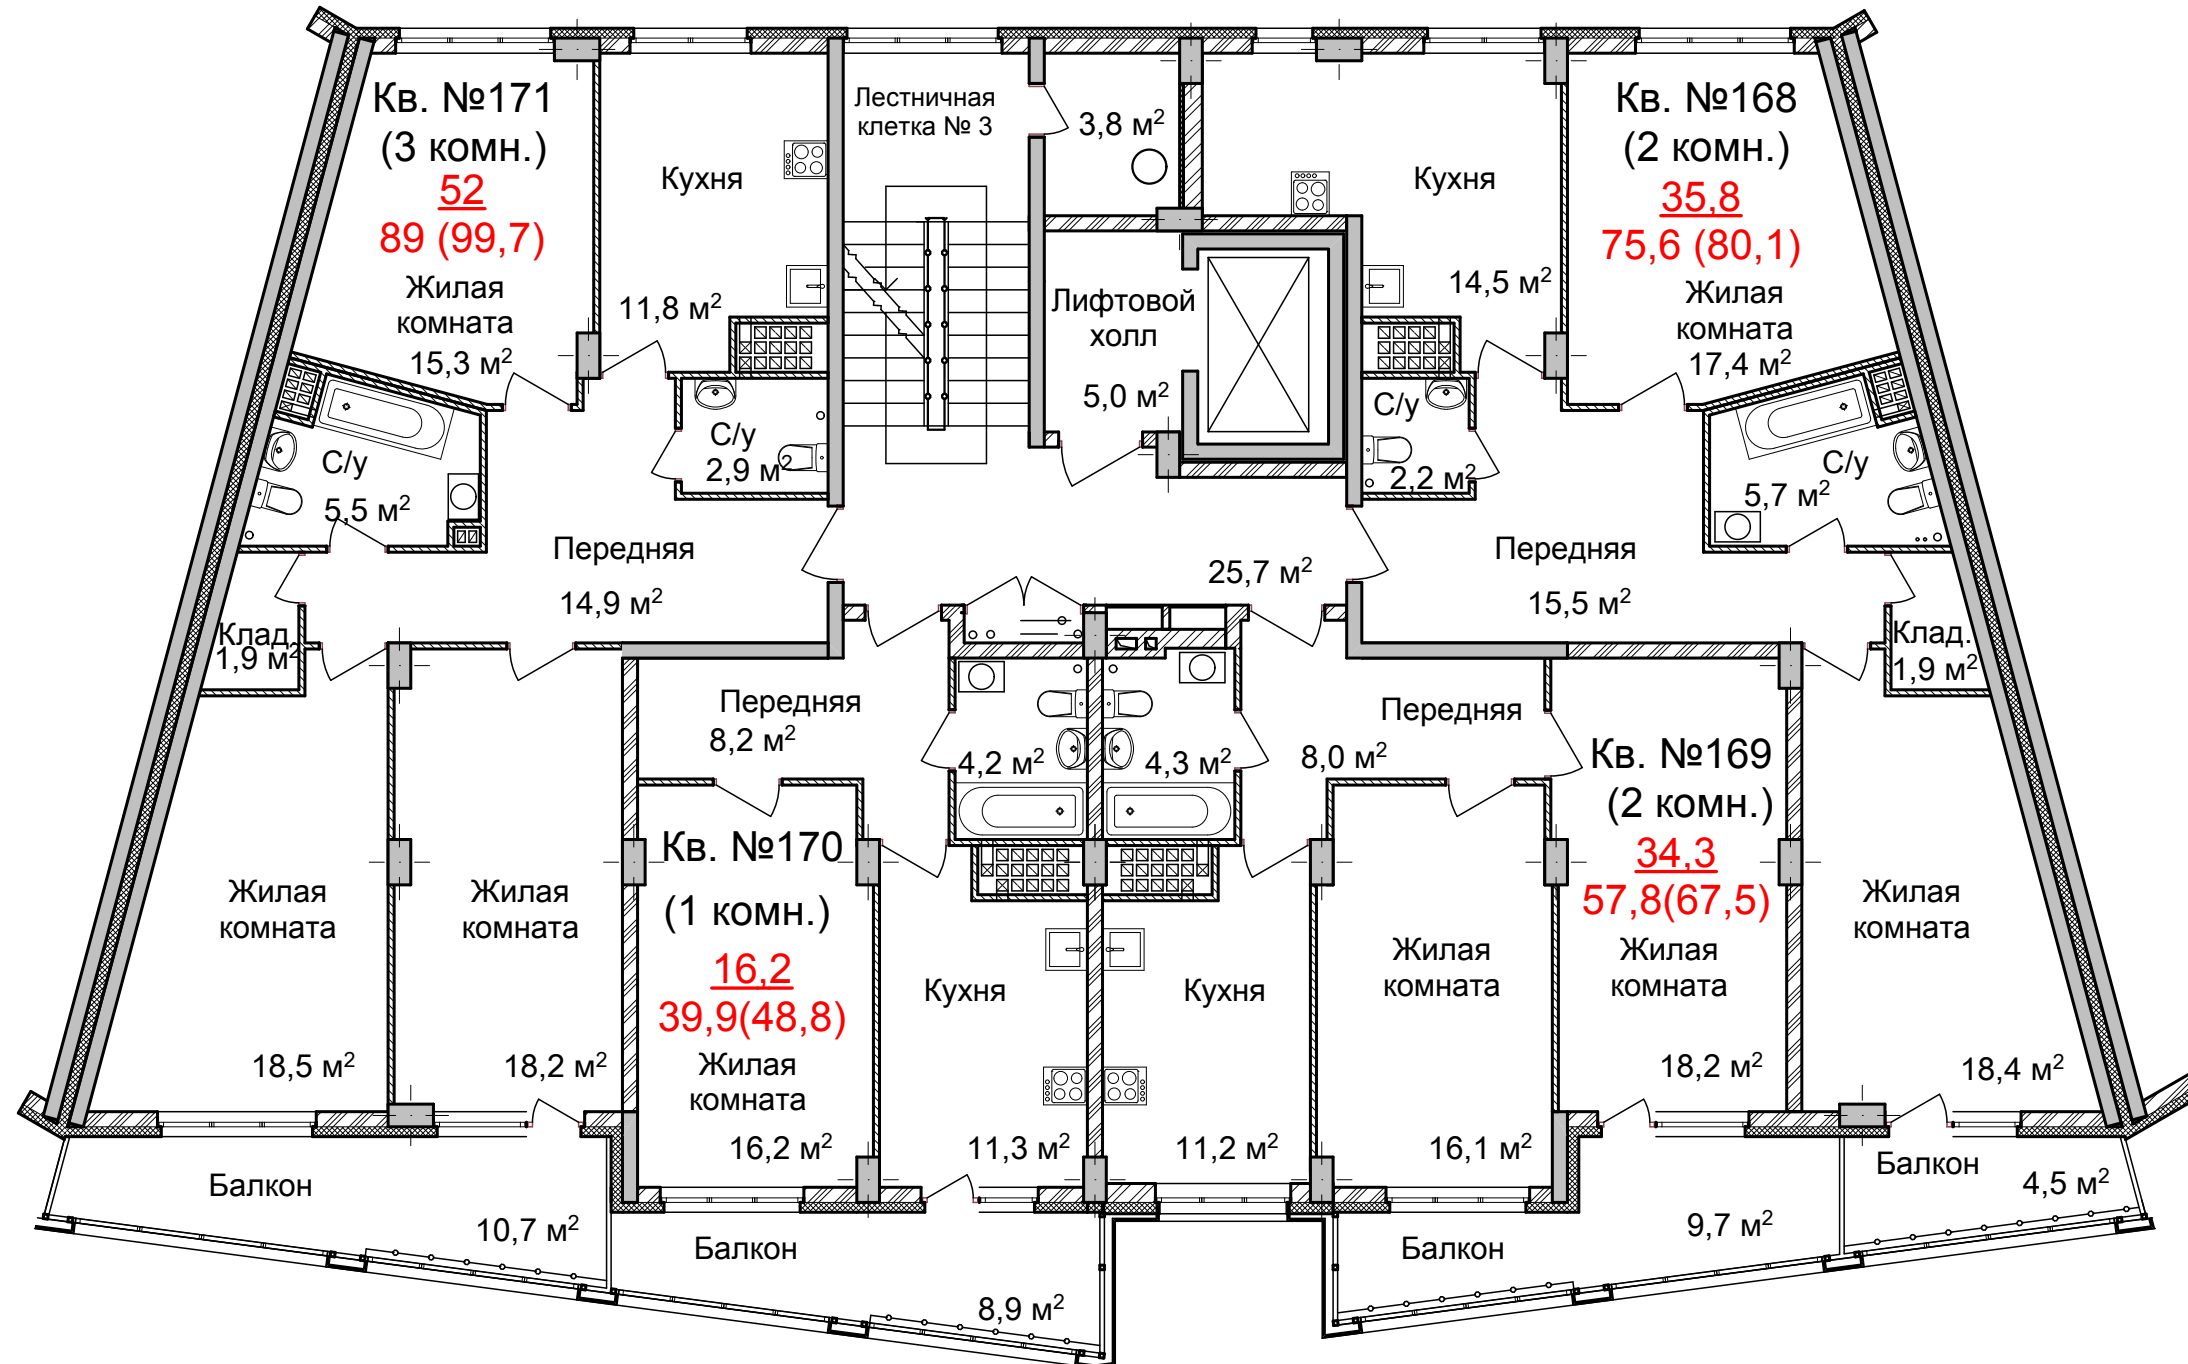 Кв. №171
(3 комн.)
52
89 (99,7)
Жилая
комната
15,3 м²
Кухня
11,8 м²
Лестничная
клетка № 3
3,8 м²
Лифтовой
холл
5,0 м²
Кухня
14,5 м²
Кв. №168
(2 комн.)
35,8
75,6 (80,1)
Жилая
комната
17,4 м²
С/у
5,5 м²
С/у
2,9 м²
С/у
2,2 м²
С/у
5,7 м²
Передняя
14,9 м²
25,7 м²
Передняя
15,5 м²
Клад.
1,9 м²
Клад.
1,9 м²
Передняя
8,2 м²
4,2 м²
4,3 м²
Передняя
8,0 м²
Кв. №170
(1 комн.)
16,2
39,9(48,8)
Жилая
комната
16,2 м²
Кв. №169
(2 комн.)
34,3
57,8(67,5)
Жилая
комната
18,2 м²
Жилая
комната
18,5 м²
Жилая
комната
18,2 м²
Кухня
11,3 м²
Кухня
11,2 м²
Жилая
комната
16,1 м²
Жилая
комната
18,4 м²
Балкон
10,7 м²
Балкон
8,9 м²
Балкон
9,7 м²
Балкон
4,5 м²